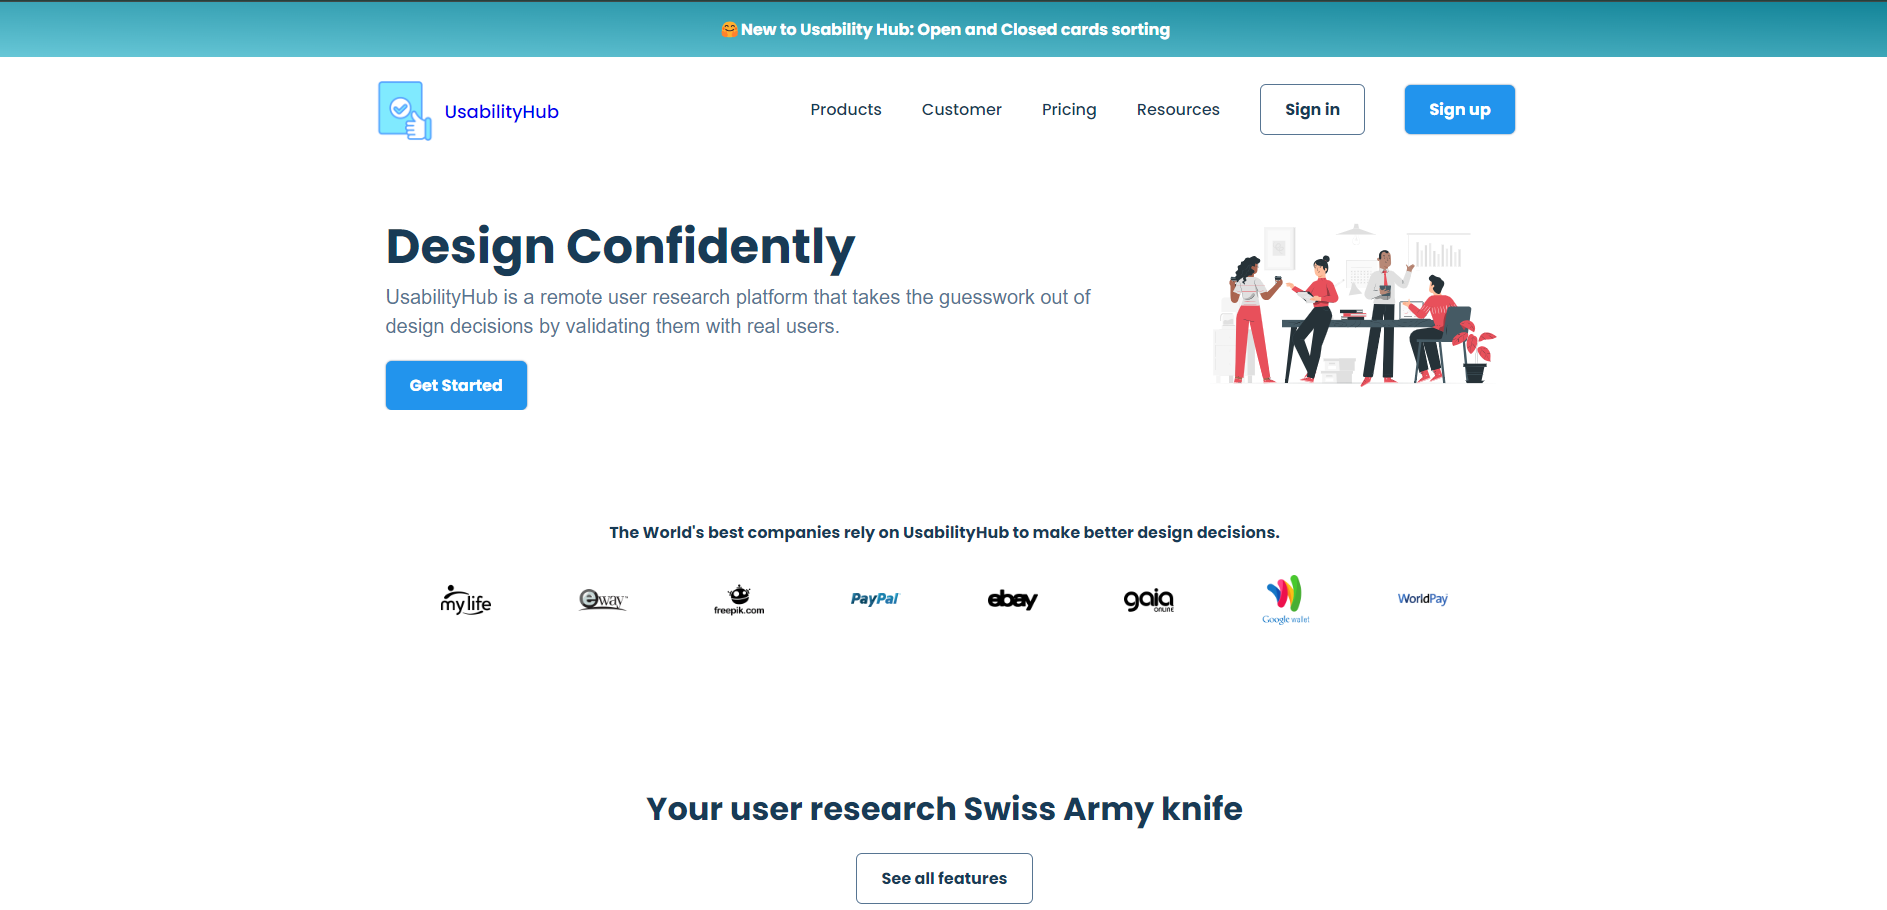 🤗 New to Usability Hub: Open and Closed cards sorting
UsabilityHub
Products
Customer
Pricing
Resources
Sign in
Sign up
Design Confidently
UsabilityHub is a remote user research platform that takes the guesswork out of
design decisions by validating them with real users.
Get Started
The World's best companies rely on UsabilityHub to make better design decisions.
mylife
eway™
freepik.com
PayPal
ebay
gaia
ONLINE
Google wallet
WorldPay
Your user research Swiss Army knife
See all features